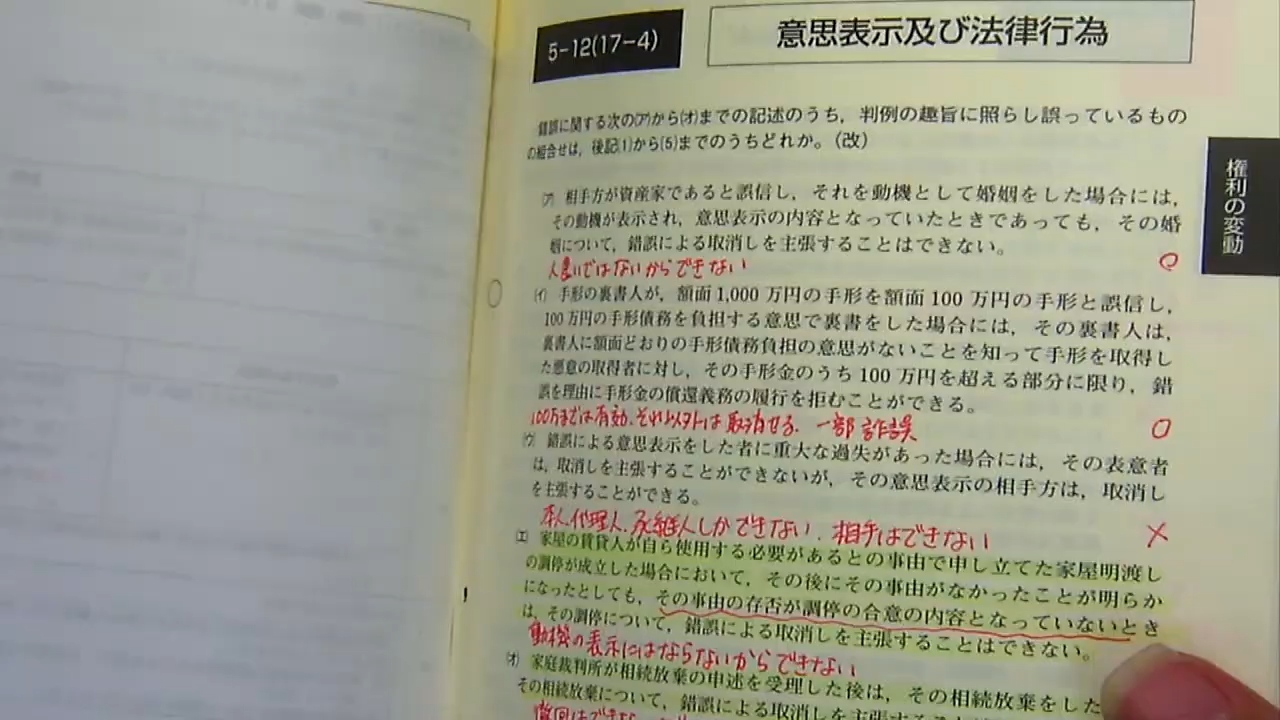 5-12(17-4)
意思表示及び法律行為
錯誤に関する次の(ア)から(オ)までの記述のうち，判例の趣旨に照らし誤っているもの
の組合せは，後記(1)から(5)までのうちどれか。（改）
権利の変動
(ア) 相手方が資産家であると誤信し，それを動機として婚姻をした場合には，
その動機が表示され，意思表示の内容となっていたときであっても，その婚
姻について，錯誤による取消しを主張することはできない。
人違いではないからできない ○
(イ) 手形の裏書人が，額面1,000万円の手形を額面100万円の手形と誤信し，
100万円の手形債務を負担する意思で裏書をした場合には，その裏書人は，
裏書人に額面どおりの手形債務負担の意思がないことを知って手形を取得し
た悪意の取得者に対し，その手形金のうち100万円を超える部分に限り，錯
誤を理由に手形金の償還義務の履行を拒むことができる。
100万までは有効．それ以外は取消せる． 一部 ○
(ウ) 錯誤による意思表示をした者に重大な過失があった場合には，その表意者
は，取消しを主張することができないが，その意思表示の相手方は，取消し
を主張することができる。
本人．代理人．承継人しかできない．相手はできない ×
(エ) 家屋の賃貸人が自ら使用する必要があるとの事由で申し立てた家屋明渡し
の調停が成立した場合において，その後にその事由がなかったことが明らか
になったとしても，その事由の存否が調停の合意の内容となっていないとき
は，その調停について，錯誤による取消しを主張することはできない。
動機の表示にはならないからできない
(オ) 家庭裁判所が相続放棄の申述を受理した後は，その相続放棄をした
その相続放棄について，錯誤による取消しを主張する
撤回はできない